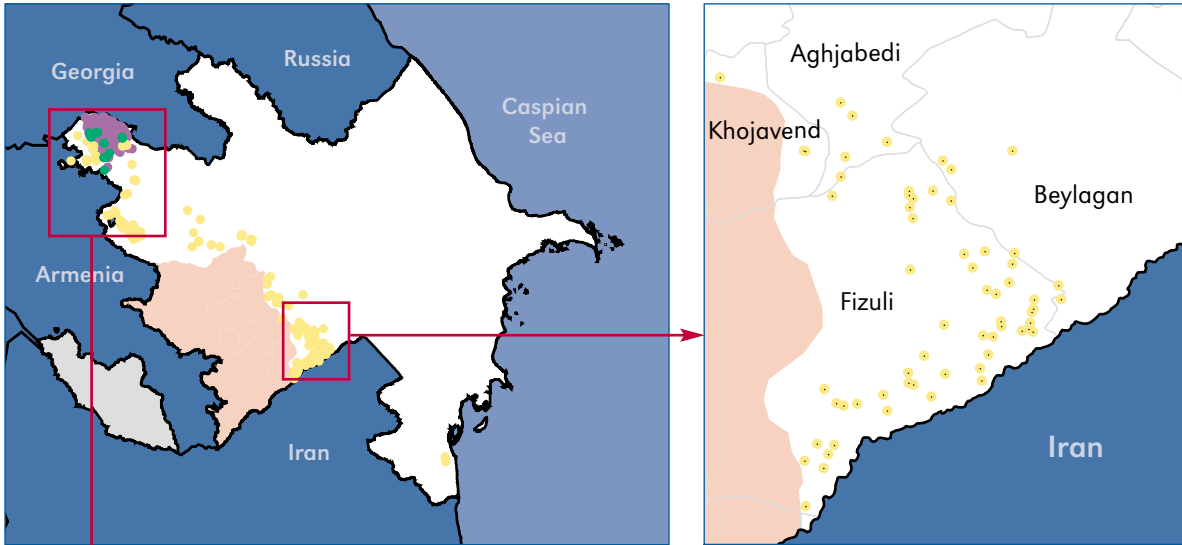 Georgia
Russia
Caspian
Sea
Armenia
Iran
Aghjabedi
Khojavend
Beylagan
Fizuli
Iran